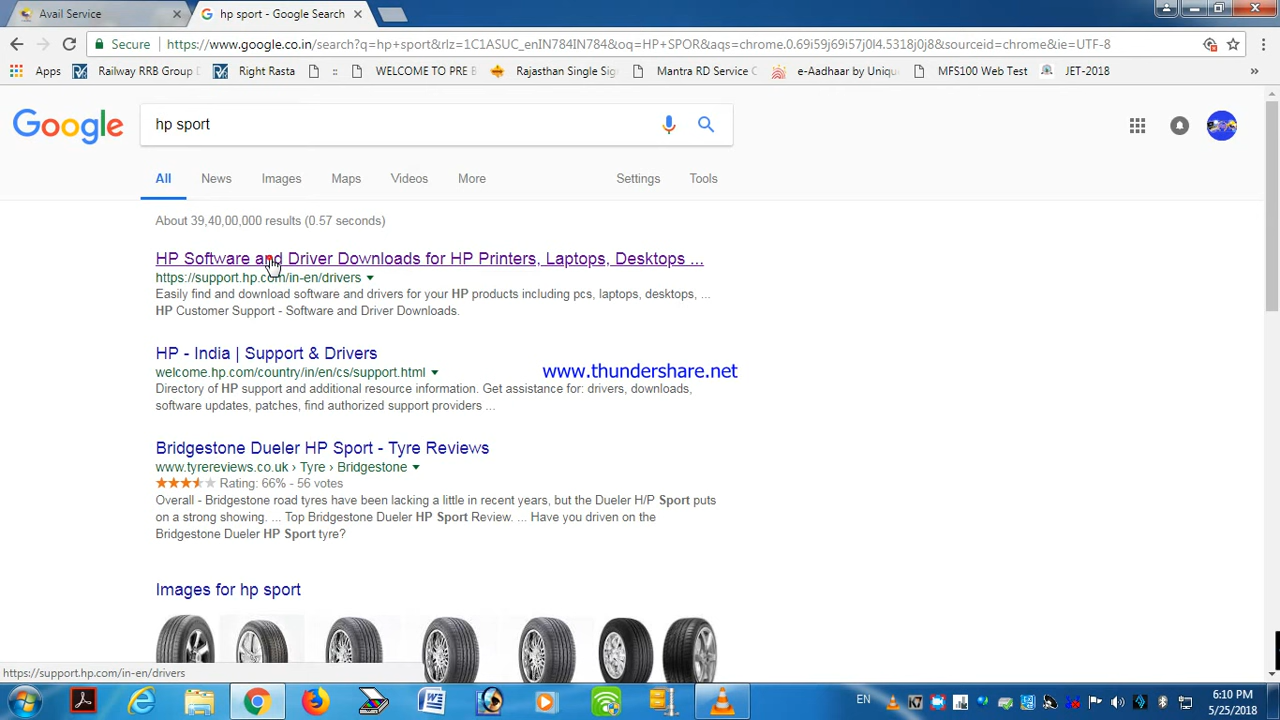 Avail Service
hp sport - Google Search
Secure https://www.google.co.in/search?q=hp+sport&rlz=1C1ASUC_enIN784IN784&oq=HP+SPOR&aqs=chrome.0.69i59j69i57j0l4.5318j0j8&sourceid=chrome&ie=UTF-8
Apps Railway RRB Group D Right Rasta :: WELCOME TO PRE B Rajasthan Single Sig Mantra RD Service C e-Aadhaar by Uniqu MFS100 Web Test JET-2018 »
Google
hp sport
All News Images Maps Videos More Settings Tools
About 39,40,00,000 results (0.57 seconds)
HP Software and Driver Downloads for HP Printers, Laptops, Desktops ...
https://support.hp.com/in-en/drivers
Easily find and download software and drivers for your HP products including pcs, laptops, desktops, ...
HP Customer Support - Software and Driver Downloads.
HP - India | Support & Drivers
welcome.hp.com/country/in/en/cs/support.html
www.thundershare.net
Directory of HP support and additional resource information. Get assistance for: drivers, downloads,
software updates, patches, find authorized support providers ...
Bridgestone Dueler HP Sport - Tyre Reviews
www.tyrereviews.co.uk › Tyre › Bridgestone
Rating: 66% - 56 votes
Overall - Bridgestone road tyres have been lacking a little in recent years, but the Dueler H/P Sport puts
on a strong showing. ... Top Bridgestone Dueler HP Sport Review. ... Have you driven on the
Bridgestone Dueler HP Sport tyre?
Images for hp sport
https://support.hp.com/in-en/drivers
EN
6:10 PM
5/25/2018